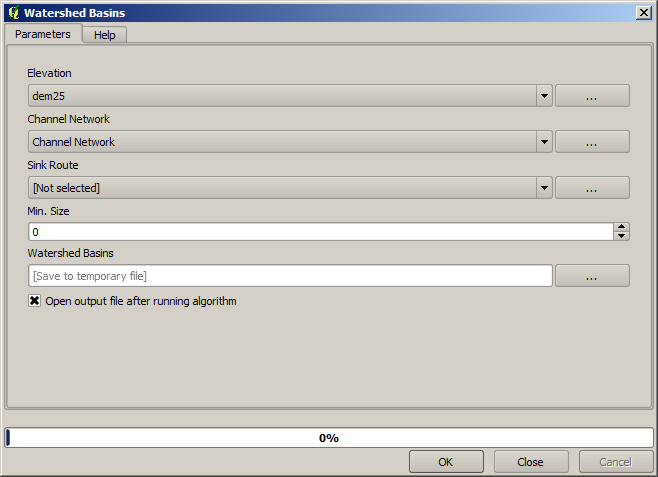 Watershed Basins
Parameters Help
Elevation
dem25 ...
Channel Network
Channel Network ...
Sink Route
[Not selected] ...
Min. Size
0
Watershed Basins
[Save to temporary file] ...
Open output file after running algorithm
0%
OK Close Cancel